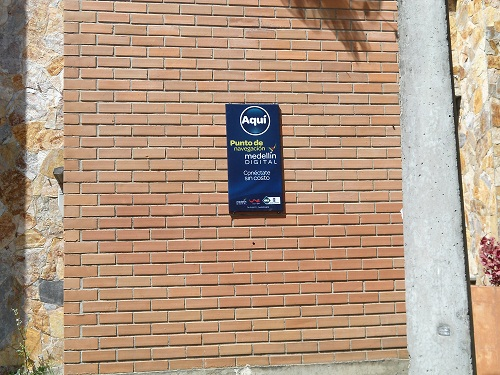 Aquí
Punto de
navegación
medellín
DIGITAL
Conéctate
sin costo